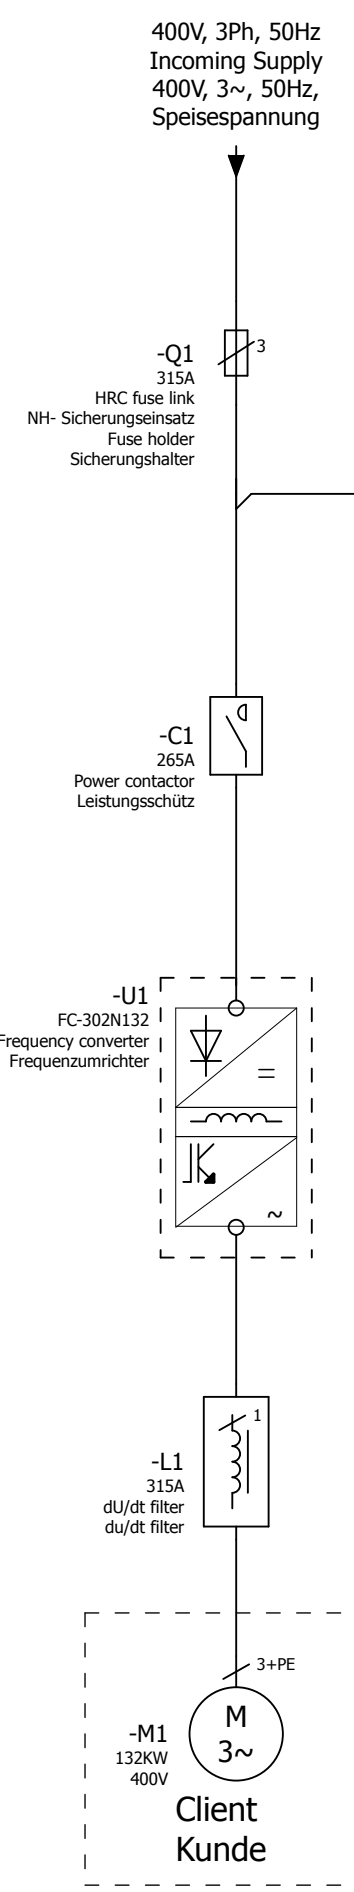 400V, 3Ph, 50Hz
Incoming Supply
400V, 3~, 50Hz,
Speisespannung
3
-Q1
315A
HRC fuse link
NH- Sicherungseinsatz
Fuse holder
Sicherungshalter
-C1
265A
Power contactor
Leistungsschütz
-U1
FC-302N132
Frequency converter
Frequenzumrichter
=
~
1
-L1
315A
dU/dt filter
du/dt filter
3+PE
-M1
132KW
400V
M
3~
Client
Kunde